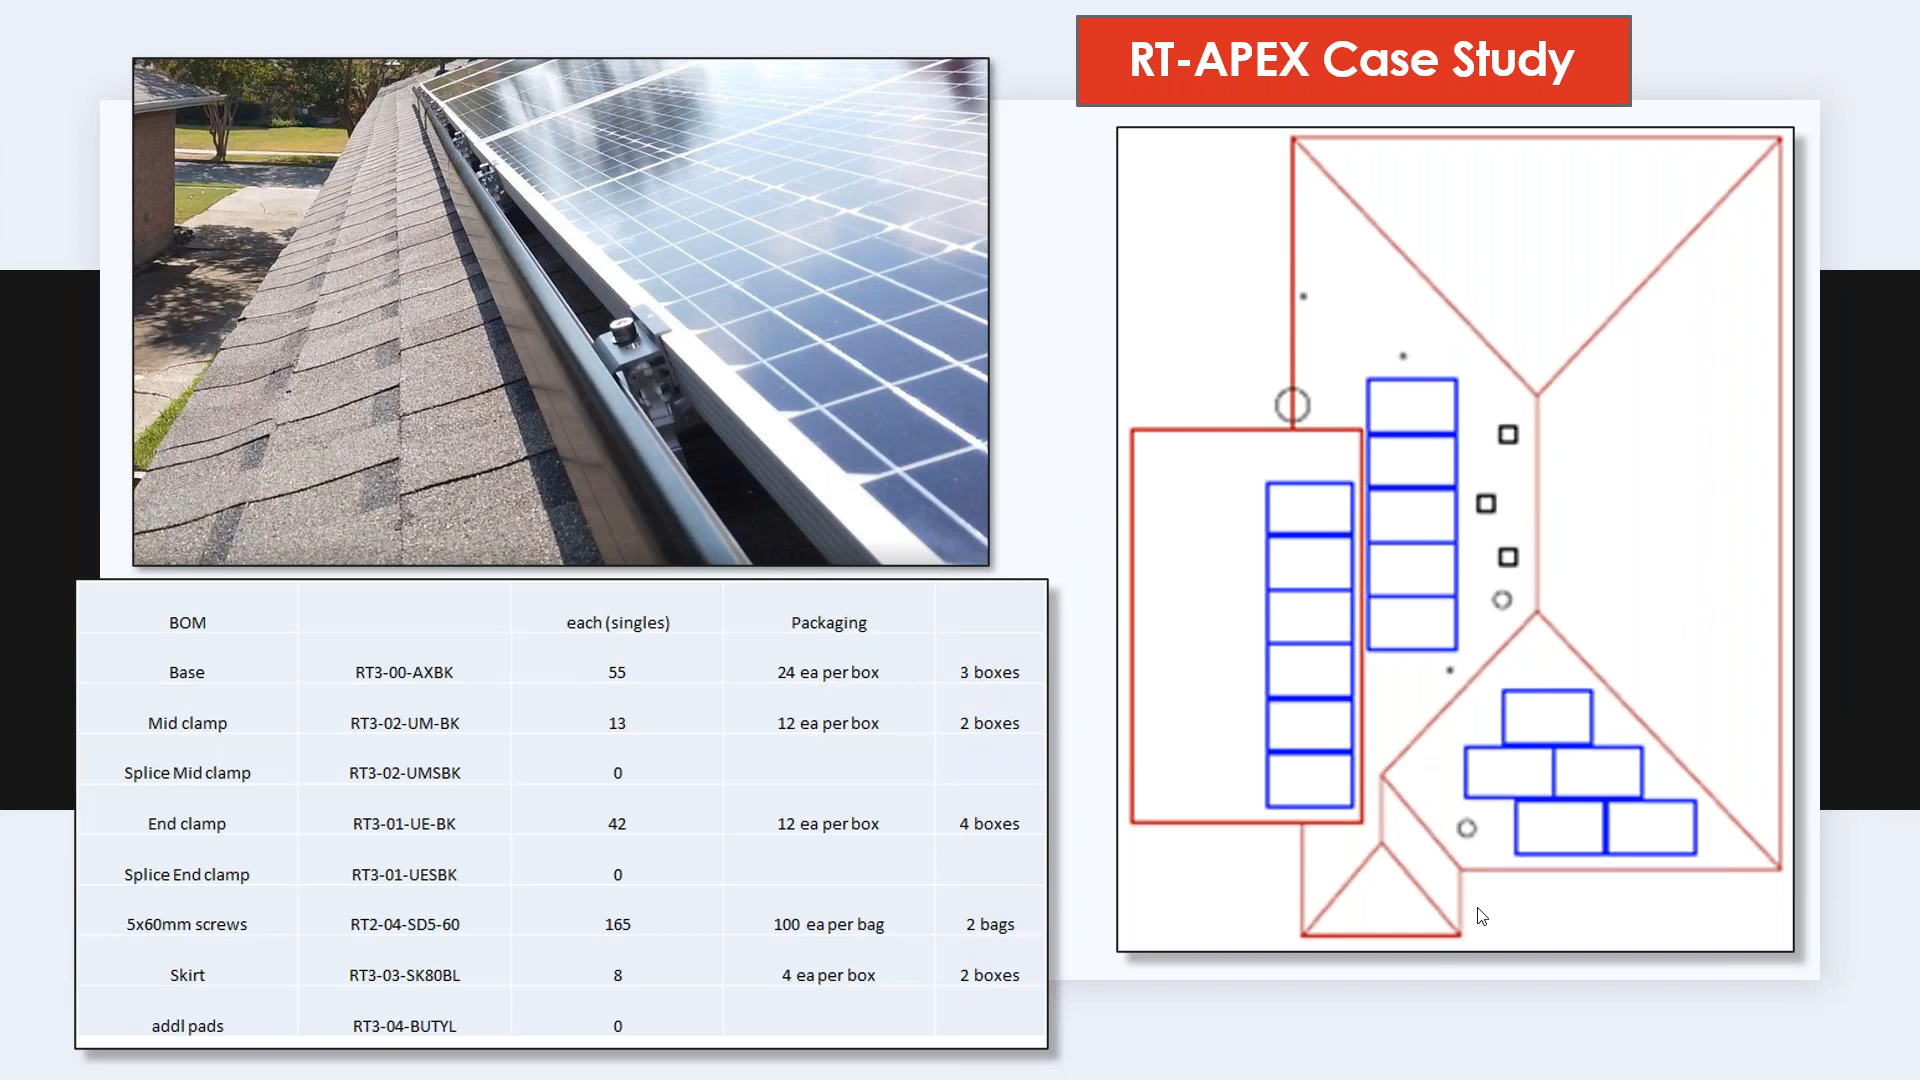 RT-APEX Case Study
BOM each (singles) Packaging
Base RT3-00-AXBK 55 24 ea per box 3 boxes
Mid clamp RT3-02-UM-BK 13 12 ea per box 2 boxes
Splice Mid clamp RT3-02-UMSBK 0
End clamp RT3-01-UE-BK 42 12 ea per box 4 boxes
Splice End clamp RT3-01-UESBK 0
5x60mm screws RT2-04-SD5-60 165 100 ea per bag 2 bags
Skirt RT3-03-SK80BL 8 4 ea per box 2 boxes
addl pads RT3-04-BUTYL 0